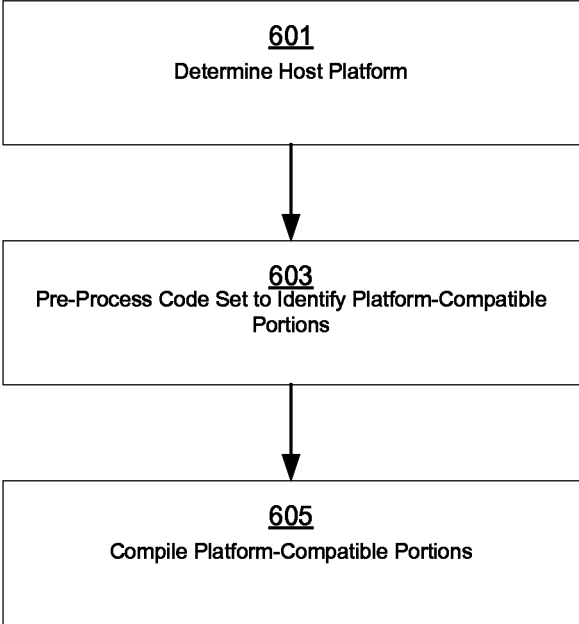 601
Determine Host Platform
603
Pre-Process Code Set to Identify Platform-Compatible
Portions
605
Compile Platform-Compatible Portions